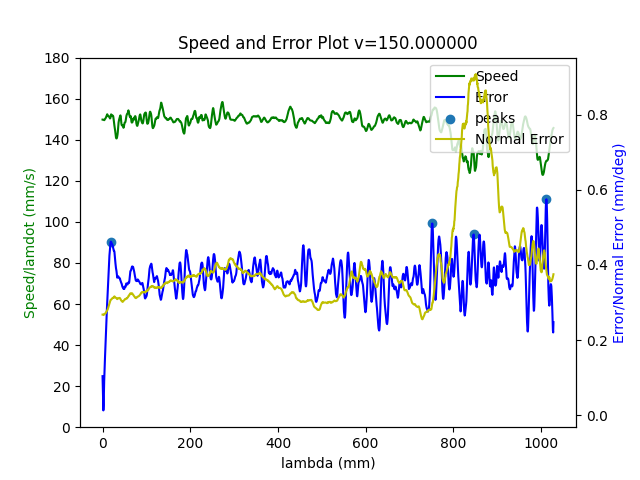 Speed and Error Plot v=150.000000
Speed/lamdot (mm/s)
180
160
140
120
100
80
60
40
20
0
Speed
Error
peaks
Normal Error
0.8
0.6
0.4
0.2
0.0
Error/Normal Error (mm/deg)
0 200 400 600 800 1000
lambda (mm)